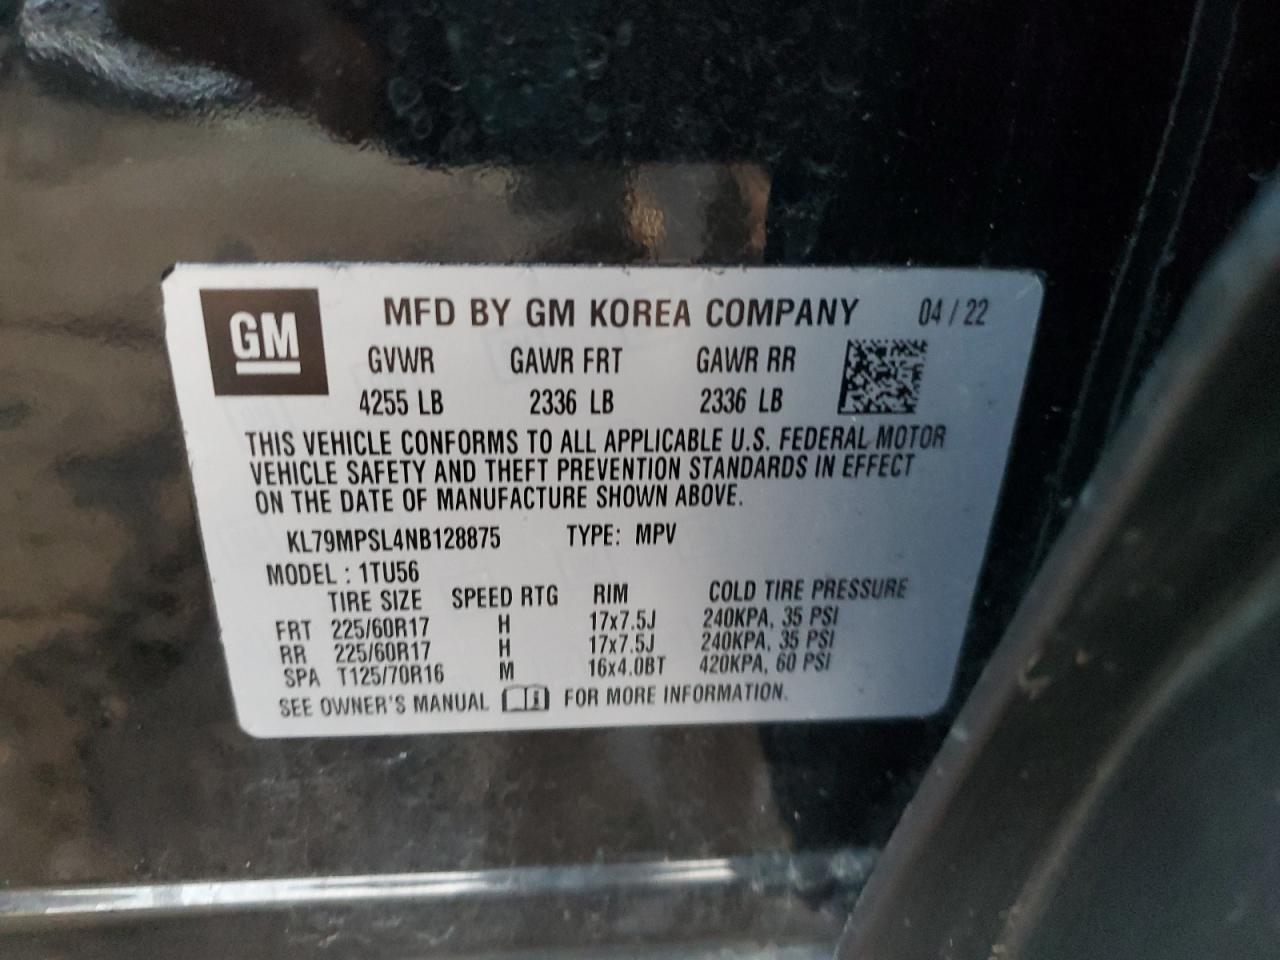 GM
MFD BY GM KOREA COMPANY 04 / 22
GVWR GAWR FRT GAWR RR
4255 LB 2336 LB 2336 LB
THIS VEHICLE CONFORMS TO ALL APPLICABLE U.S. FEDERAL MOTOR
VEHICLE SAFETY AND THEFT PREVENTION STANDARDS IN EFFECT
ON THE DATE OF MANUFACTURE SHOWN ABOVE.
KL79MPSL4NB128875 TYPE: MPV
MODEL : 1TU56
TIRE SIZE SPEED RTG RIM COLD TIRE PRESSURE
FRT 225/60R17 H 17x7.5J 240KPA, 35 PSI
RR 225/60R17 H 17x7.5J 240KPA, 35 PSI
SPA T125/70R16 M 16x4.0BT 420KPA, 60 PSI
SEE OWNER'S MANUAL FOR MORE INFORMATION.